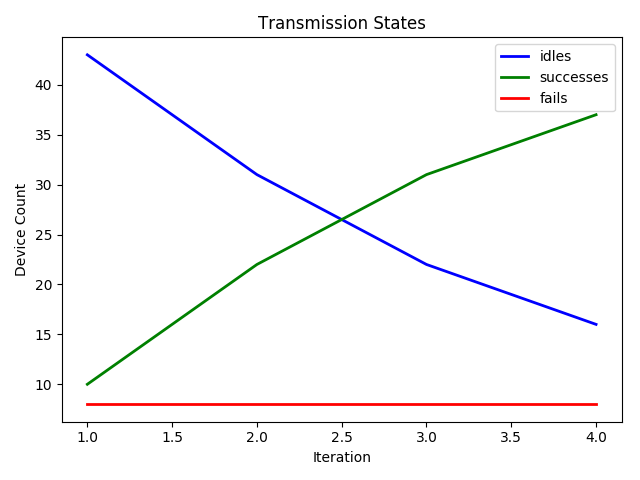 Transmission States
idles
successes
fails
Device Count
40
35
30
25
20
15
10
1.0 1.5 2.0 2.5 3.0 3.5 4.0
Iteration